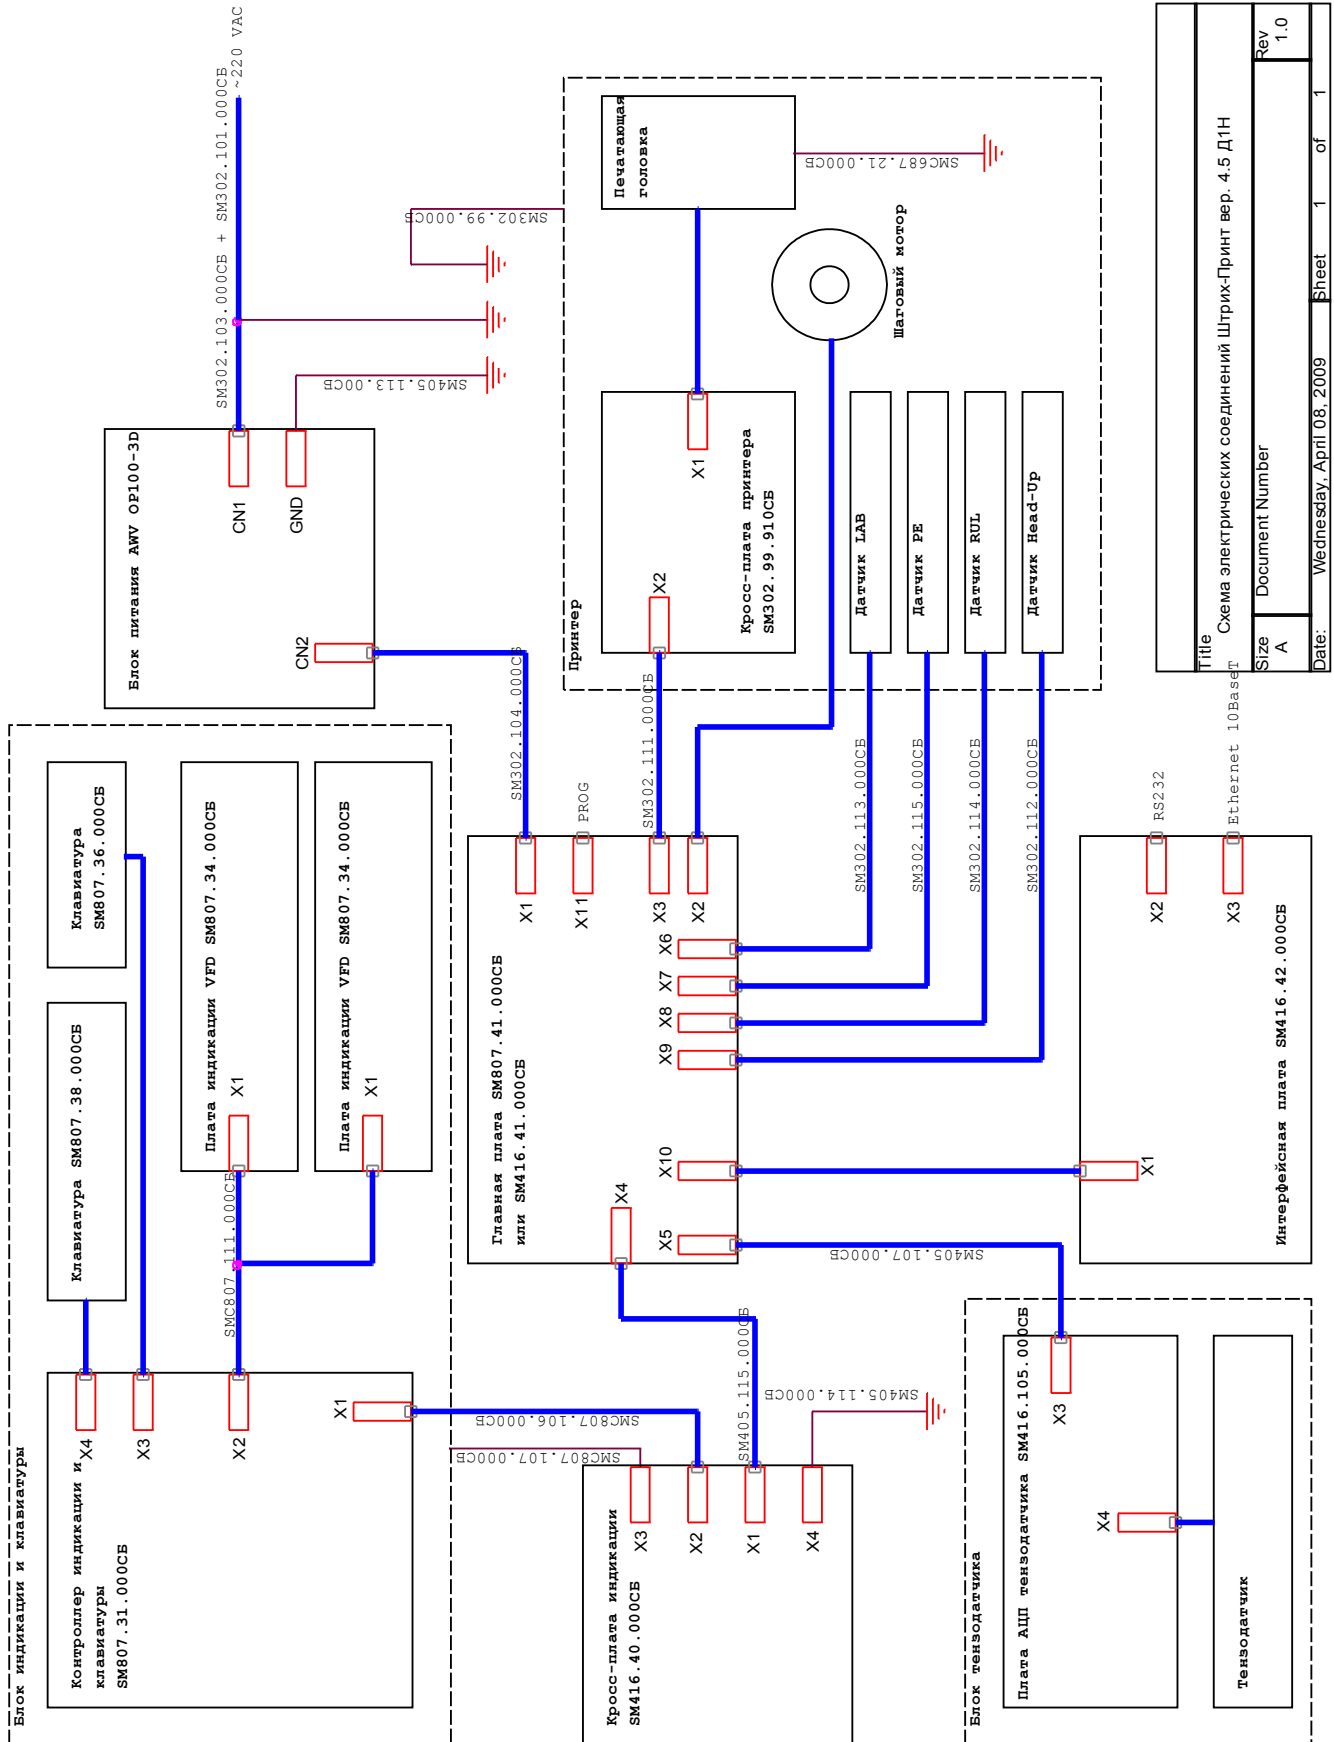 Блок индикации и клавиатуры
Контроллер индикации и
клавиатуры
SM807.31.000СБ
X4
X3
X2
X1
Клавиатура SM807.38.000СБ
Клавиатура
SM807.36.000СБ
Плата индикации VFD SM807.34.000СБ
X1
Плата индикации VFD SM807.34.000СБ
X1
SMC807.111.000СБ
SMC807.106.000СБ
SMC807.107.000СБ
Блок питания AWV OP100-3D
CN1
GND
CN2
SM302.103.000СБ + SM302.101.000СБ
~220 VAC
SM405.113.00СБ
SM302.99.000СБ
SM302.104.000СБ
Кросс-плата индикации
SM416.40.000СБ
X3
X2
X1
X4
SM405.115.000СБ
SM405.114.000СБ
Главная плата SM807.41.000СБ
или SM416.41.000СБ
X1
X11
PROG
X3
X2
X6
X7
X8
X9
X10
X4
X5
SM302.111.000СБ
Принтер
Печатающая
головка
SMC687.21.000СБ
Шаговый мотор
Кросс-плата принтера
SM302.99.910СБ
X1
X2
Датчик LAB
Датчик PE
Датчик RUL
Датчик Head-Up
SM302.113.000СБ
SM302.115.000СБ
SM302.114.000СБ
SM302.112.000СБ
SM405.107.000СБ
Блок тензодатчика
Плата АЦП тензодатчика SM416.105.000СБ
X3
X4
Тензодатчик
Интерфейсная плата SM416.42.000СБ
X1
X2
RS232
X3
Ethernet 10BaseT
Title
Схема электрических соединений Штрих-Принт вер. 4.5 Д1Н
Size
A
Document Number
Rev
1.0
Date:
Wednesday, April 08, 2009
Sheet
1
of
1